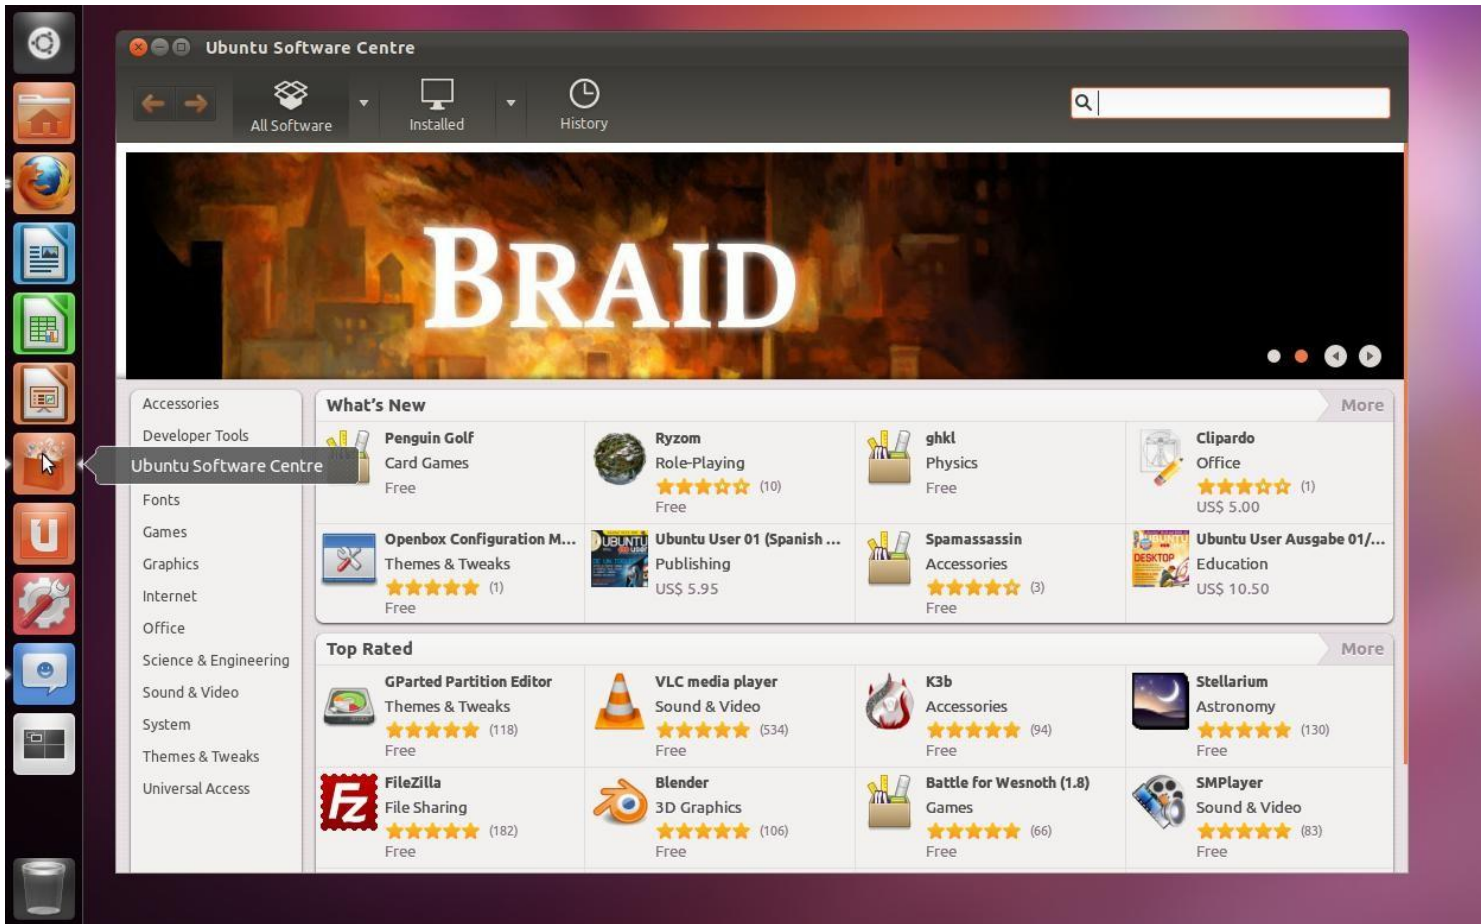 Ubuntu Software Centre
All Software
Installed
History
BRAID
Accessories
Developer Tools
Ubuntu Software Centre
Fonts
Games
Graphics
Internet
Office
Science & Engineering
Sound & Video
System
Themes & Tweaks
Universal Access
What's New
More
Penguin Golf
Card Games
Free
Ryzom
Role-Playing
(10)
Free
ghkl
Physics
Free
Clipardo
Office
(1)
US$ 5.00
Openbox Configuration M...
Themes & Tweaks
(1)
Free
UBUNTU
Ubuntu User 01 (Spanish ...
Publishing
US$ 5.95
Spamassassin
Accessories
(3)
Free
DESKTOP
Ubuntu User Ausgabe 01/...
Education
US$ 10.50
Top Rated
More
GParted Partition Editor
Themes & Tweaks
(118)
Free
VLC media player
Sound & Video
(534)
Free
K3b
Accessories
(94)
Free
Stellarium
Astronomy
(130)
Free
Fz
FileZilla
File Sharing
(182)
Free
Blender
3D Graphics
(106)
Free
Battle for Wesnoth (1.8)
Games
(66)
Free
SMPlayer
Sound & Video
(83)
Free